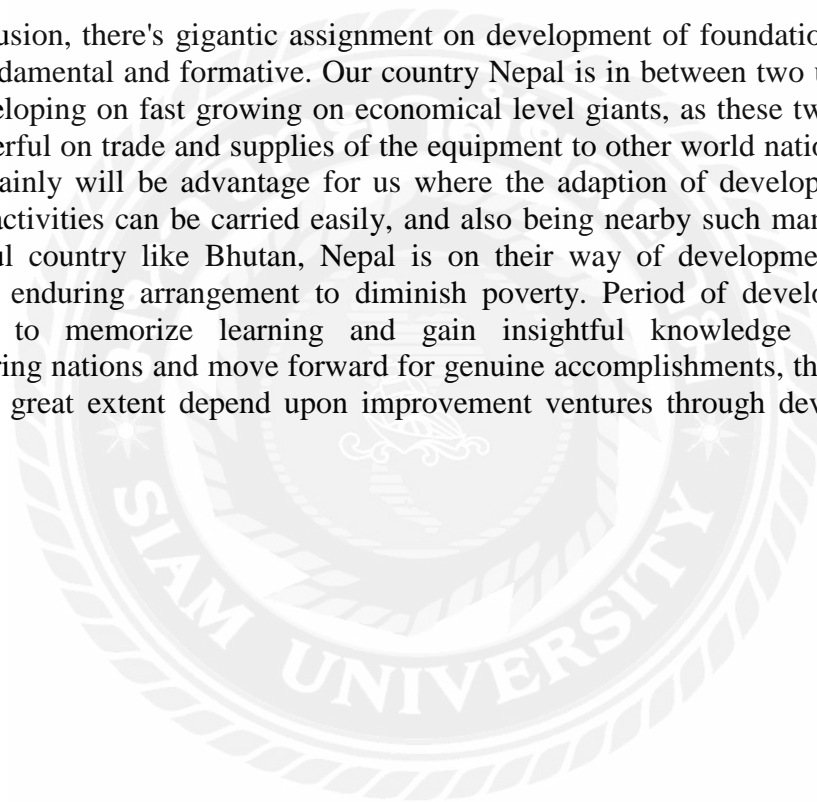 usion, there's gigantic assignment on development of foundatio
damental and formative. Our country Nepal is in between two u
eloping on fast growing on economical level giants, as these tw
erful on trade and supplies of the equipment to other world natio
ainly will be advantage for us where the adaption of develop
activities can be carried easily, and also being nearby such mar
ul country like Bhutan, Nepal is on their way of developme
enduring arrangement to diminish poverty. Period of develo
to memorize learning and gain insightful knowledge
ring nations and move forward for genuine accomplishments, th
great extent depend upon improvement ventures through dev
SIAM UNIVERSITY